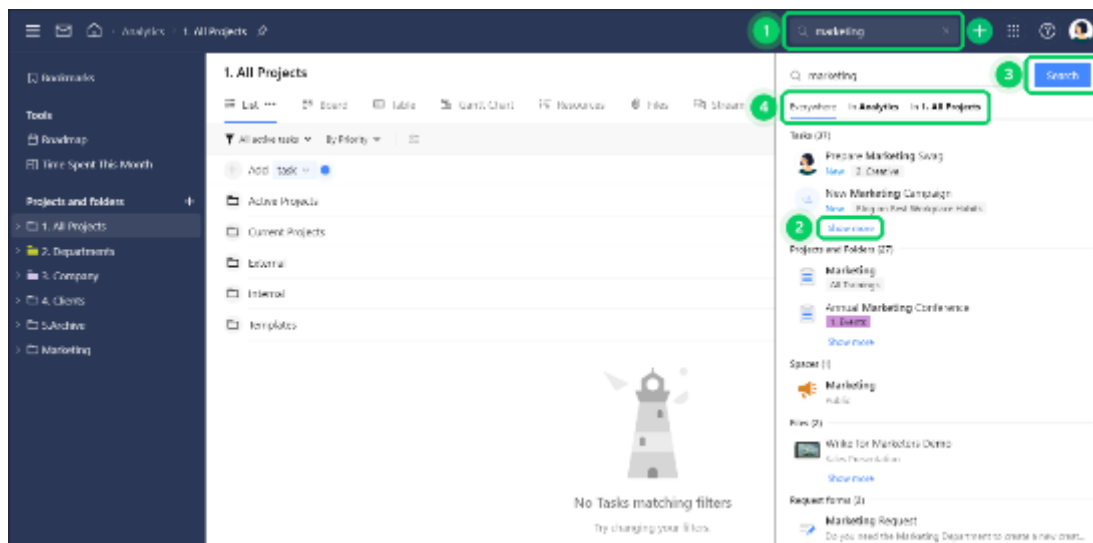 Analytics 1. All Projects
1 marketing
Bookmarks
Tools
Roadmap
Time Spent This Month
Projects and folders +
1. All Projects
2. Departments
3. Company
4. Clients
5.Archive
Marketing
1. All Projects
List Board Table Gantt Chart Resources Files Stream
All active tasks By Priority
Add task
Active Projects
Current Projects
External
Internal
Templates
No Tasks matching filters
Try changing your filters.
marketing 3 Search
4 Everywhere In Analytics In 1. All Projects
Tasks (37)
Prepare Marketing Swag
New 2. Creative
New Marketing Campaign
New Blog on Best Workplace Habits
2 Show more
Projects and Folders (27)
Marketing
All Trainings
Annual Marketing Conference
Events
Show more
Spaces (1)
Marketing
Public
Files (2)
Wrike for Marketers Demo
Sales Presentation
Show more
Request forms (3)
Marketing Request
Do you need the Marketing Department to create a new creat...